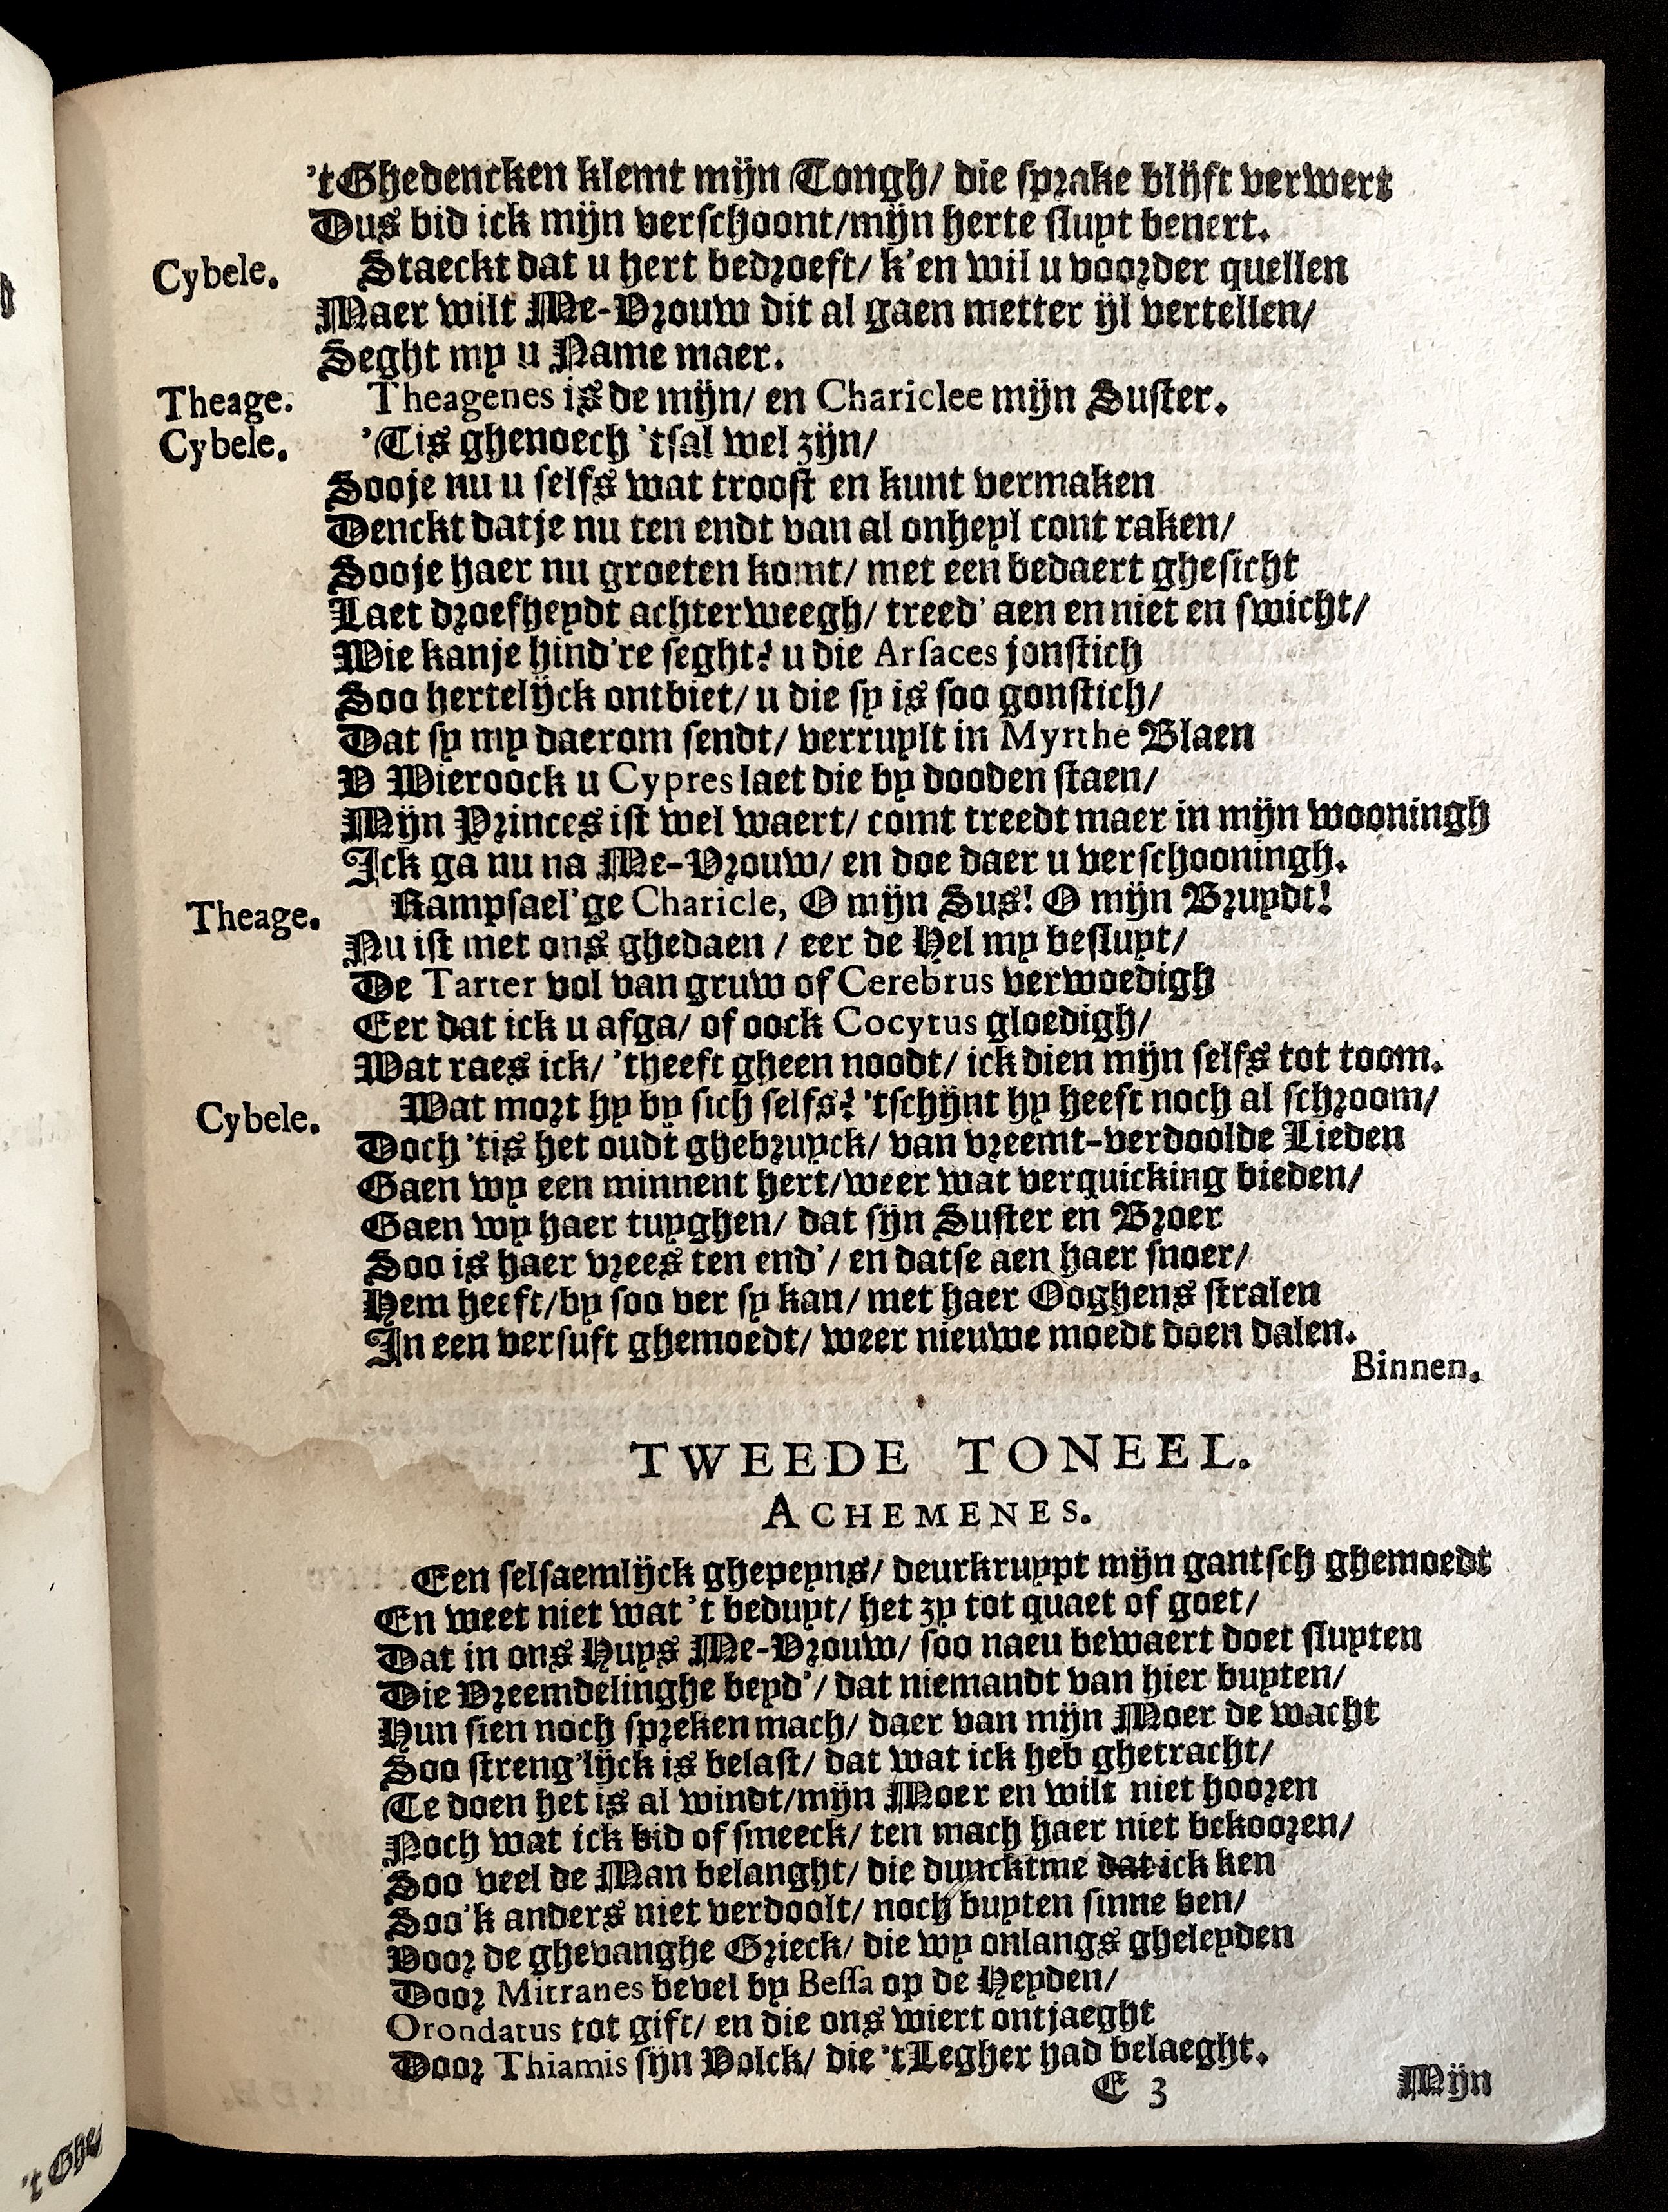 'tGhedencken klemt mijn Tongh/ die sprake blijft verwert
Dus bid ick mijn verschoont/mijn herte sluyt benert.
Cybele. Staeckt dat u hert bedroeft/ k'en wil u voorder quellen
Maer wilt Me-Vrouw dit al gaen metter ijl vertellen/
Seght my u Name maer.
Theage. Theagenes is de mijn/ en Chariclee mijn Suster.
Cybele. 'Tis ghenoech 'tsal wel zijn/
Sooje nu u selfs wat troost en kunt vermaken
Denckt datje nu ten endt van al onheyl cont raken/
Sooje haer nu groeten komt/ met een bedaert ghesicht
Laet droefheydt achterweegh/ treed' aen en niet en swicht/
Wie kanje hind're seght? u die Arsaces jonstich
Soo hertelijck ontbiet/ u die sy is soo gonstich/
Dat sy my daerom sendt/ verruylt in Myrthe Blaen
V Wieroock u Cypres laet die by dooden staen/
Mijn Princes ist wel waert/ comt treedt maer in mijn wooningh
Ick ga nu na Me-Vrouw/ en doe daer u verschooningh.
Theage. Rampsael'ge Charicle, O mijn Sus! O mijn Bruydt!
Nu ist met ons ghedaen / eer de Hel my besluyt/
De Tarter vol van gruw of Cerebrus verwoedigh
Eer dat ick u afga/ of oock Cocytus gloedigh/
Wat raes ick/ 'theeft gheen noodt/ ick dien mijn selfs tot toom.
Cybele. Wat mort hy by sich selfs? 'tschijnt hy heeft noch al schroom/
Doch 'tis het oudt ghebruyck/ van vreemt-verdoolde Lieden
Gaen wy een minnent hert/weer wat verquicking bieden/
Gaen wy haer tuyghen/ dat sijn Suster en Broer
Soo is haer vrees ten end'/ en datse aen haer snoer/
Hem heeft/by soo ver sy kan/ met haer Ooghens stralen
In een versuft ghemoedt/ weer nieuwe moedt doen dalen.
Binnen.
TWEEDE TONEEL.
ACHEMENES.
Een selsaemlijck ghepeyns/ deurkruypt mijn gantsch ghemoedt
En weet niet wat 't beduyt/ het zy tot quaet of goet/
Dat in ons Huys Me-Vrouw/ soo naeu bewaert doet sluyten
Die Vreemdelinghe beyd'/ dat niemandt van hier buyten/
Hun sien noch spreken mach/ daer van mijn Moer de wacht
Soo streng'lijck is belast/ dat wat ick heb ghetracht/
Te doen het is al windt/mijn Moer en wilt niet hooren
Noch wat ick bid of smeeck/ ten mach haer niet bekooren/
Soo veel de Man belanght/ die dunckt me dat ick ken
Soo'k anders niet verdoolt/ noch buyten sinne ben/
Voor de ghevanghe Grieck/ die wy onlangs gheleyden
Door Mitranes bevel by Bessa op de Heyden/
Orondatus tot gift/ en die ons wiert ontjaeght
Door Thiamis sijn Volck/ die 'tLegher had belaeght.
E 3 Mijn
't Ghe